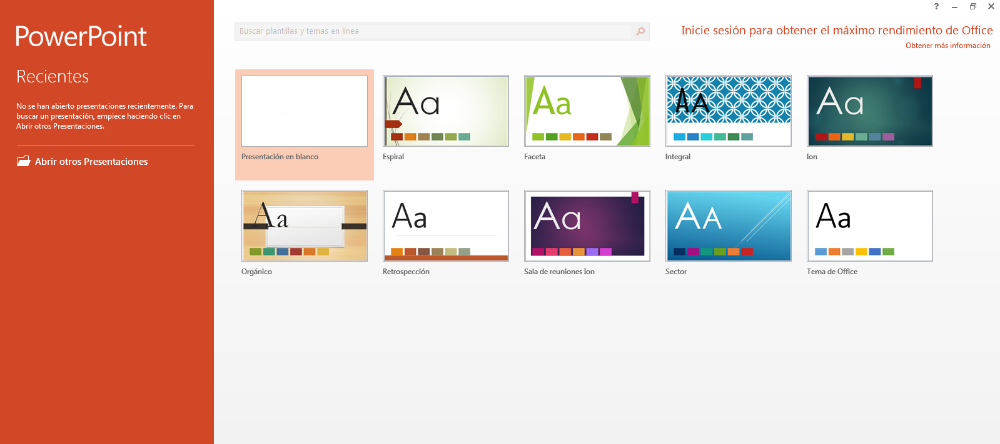 ?
PowerPoint
Buscar plantillas y temas en línea
Inicie sesión para obtener el máximo rendimiento de Office
Obtener más información
Recientes
No se han abierto presentaciones recientemente. Para
buscar un presentación, empiece haciendo clic en
Abrir otros Presentaciones.
Abrir otros Presentaciones
Aa
Aa
AA
Aa
Presentación en blanco
Espiral
Faceta
Integral
Ion
Aa
Aa
Aa
AA
Aa
Orgánico
Retrospección
Sala de reuniones Ion
Sector
Tema de Office